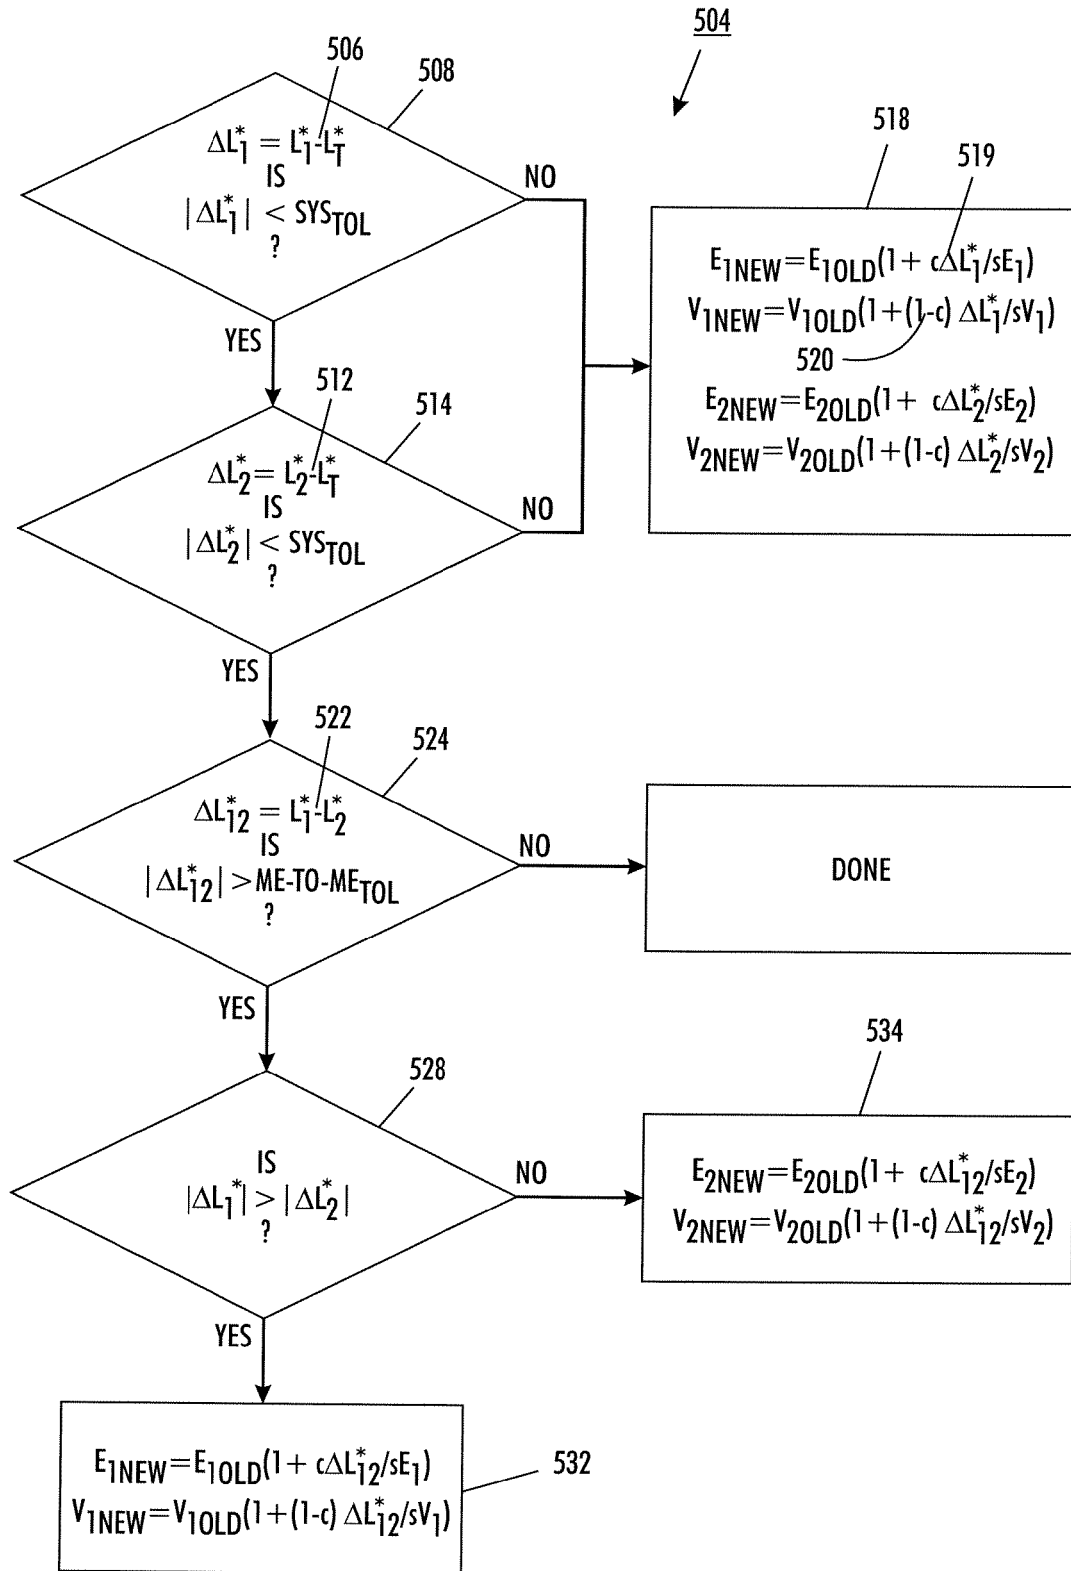 504
506
508
ΔL*1 = L*1-L*T
IS
|ΔL*1| < SYSTOL
?
NO
YES
518
519
E1NEW=E1OLD(1+ cΔL*1/sE1)
V1NEW=V1OLD(1+(1-c) ΔL*1/sV1)
520
E2NEW=E2OLD(1+ cΔL*2/sE2)
V2NEW=V2OLD(1+(1-c) ΔL*2/sV2)
512
514
ΔL*2= L*2-L*T
IS
|ΔL*2| < SYSTOL
?
NO
YES
522
524
ΔL*12 = L*1-L*2
IS
|ΔL*12| >ME-TO-METOL
?
NO
DONE
YES
528
IS
|ΔL1*| > |ΔL*2|
?
NO
534
E2NEW=E2OLD(1+ cΔL*12/sE2)
V2NEW=V2OLD(1+(1-c) ΔL*12/sV2)
YES
E1NEW=E1OLD(1+ cΔL*12/sE1)
V1NEW=V1OLD(1+(1-c) ΔL*12/sV1)
532